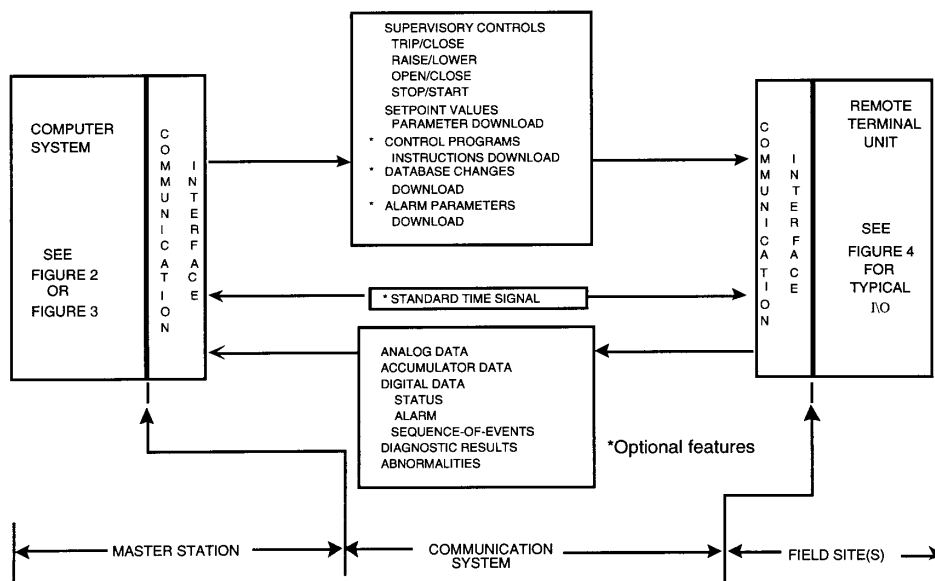 COMPUTER
SYSTEM
SEE
FIGURE 2
OR
FIGURE 3
COMMUNICATION
INTERFACE
SUPERVISORY CONTROLS
TRIP/CLOSE
RAISE/LOWER
OPEN/CLOSE
STOP/START
SETPOINT VALUES
PARAMETER DOWNLOAD
* CONTROL PROGRAMS
INSTRUCTIONS DOWNLOAD
* DATABASE CHANGES
DOWNLOAD
* ALARM PARAMETERS
DOWNLOAD
* STANDARD TIME SIGNAL
ANALOG DATA
ACCUMULATOR DATA
DIGITAL DATA
STATUS
ALARM
SEQUENCE-OF-EVENTS
DIAGNOSTIC RESULTS
ABNORMALITIES
*Optional features
COMMUNICATION
INTERFACE
REMOTE
TERMINAL
UNIT
SEE
FIGURE 4
FOR
TYPICAL
I\O
MASTER STATION
COMMUNICATION
SYSTEM
FIELD SITE(S)